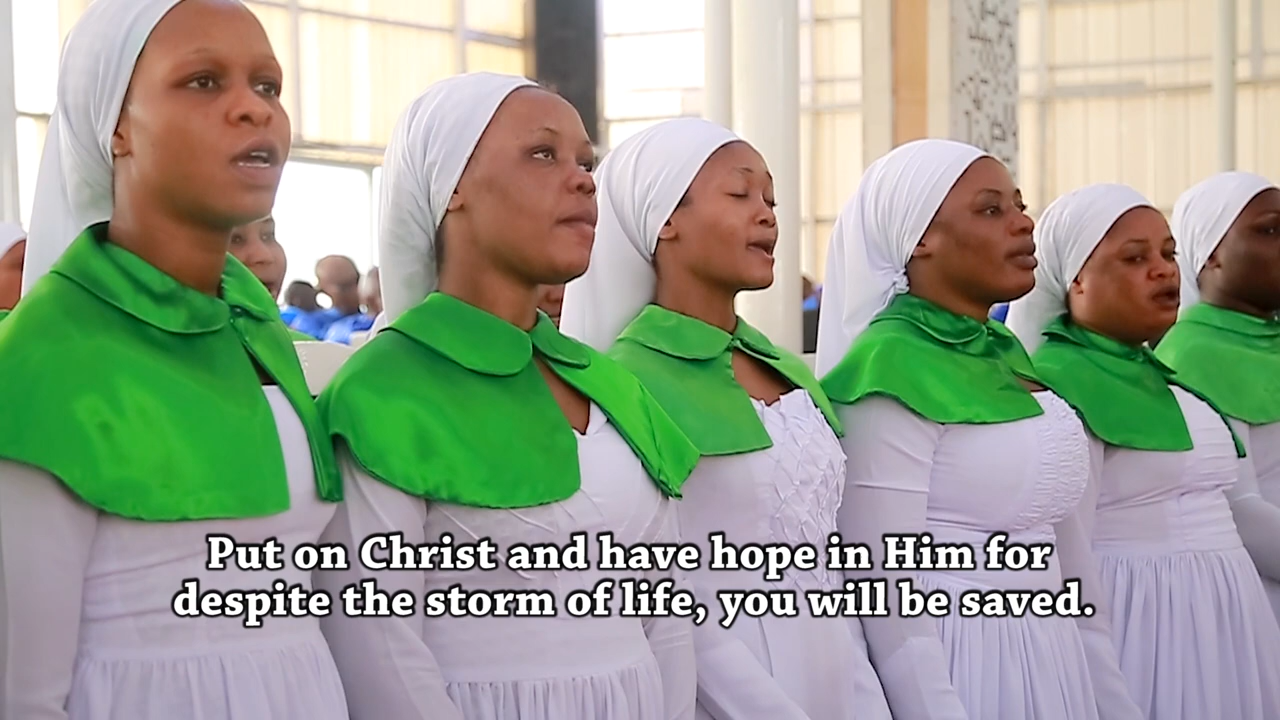 Put on Christ and have hope in Him for
despite the storm of life, you will be saved.